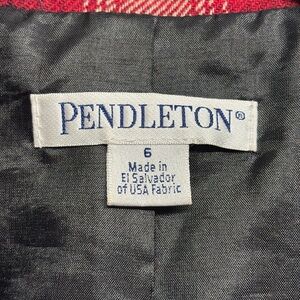 PENDLETON®
6
Made in
El Salvador
of USA Fabric